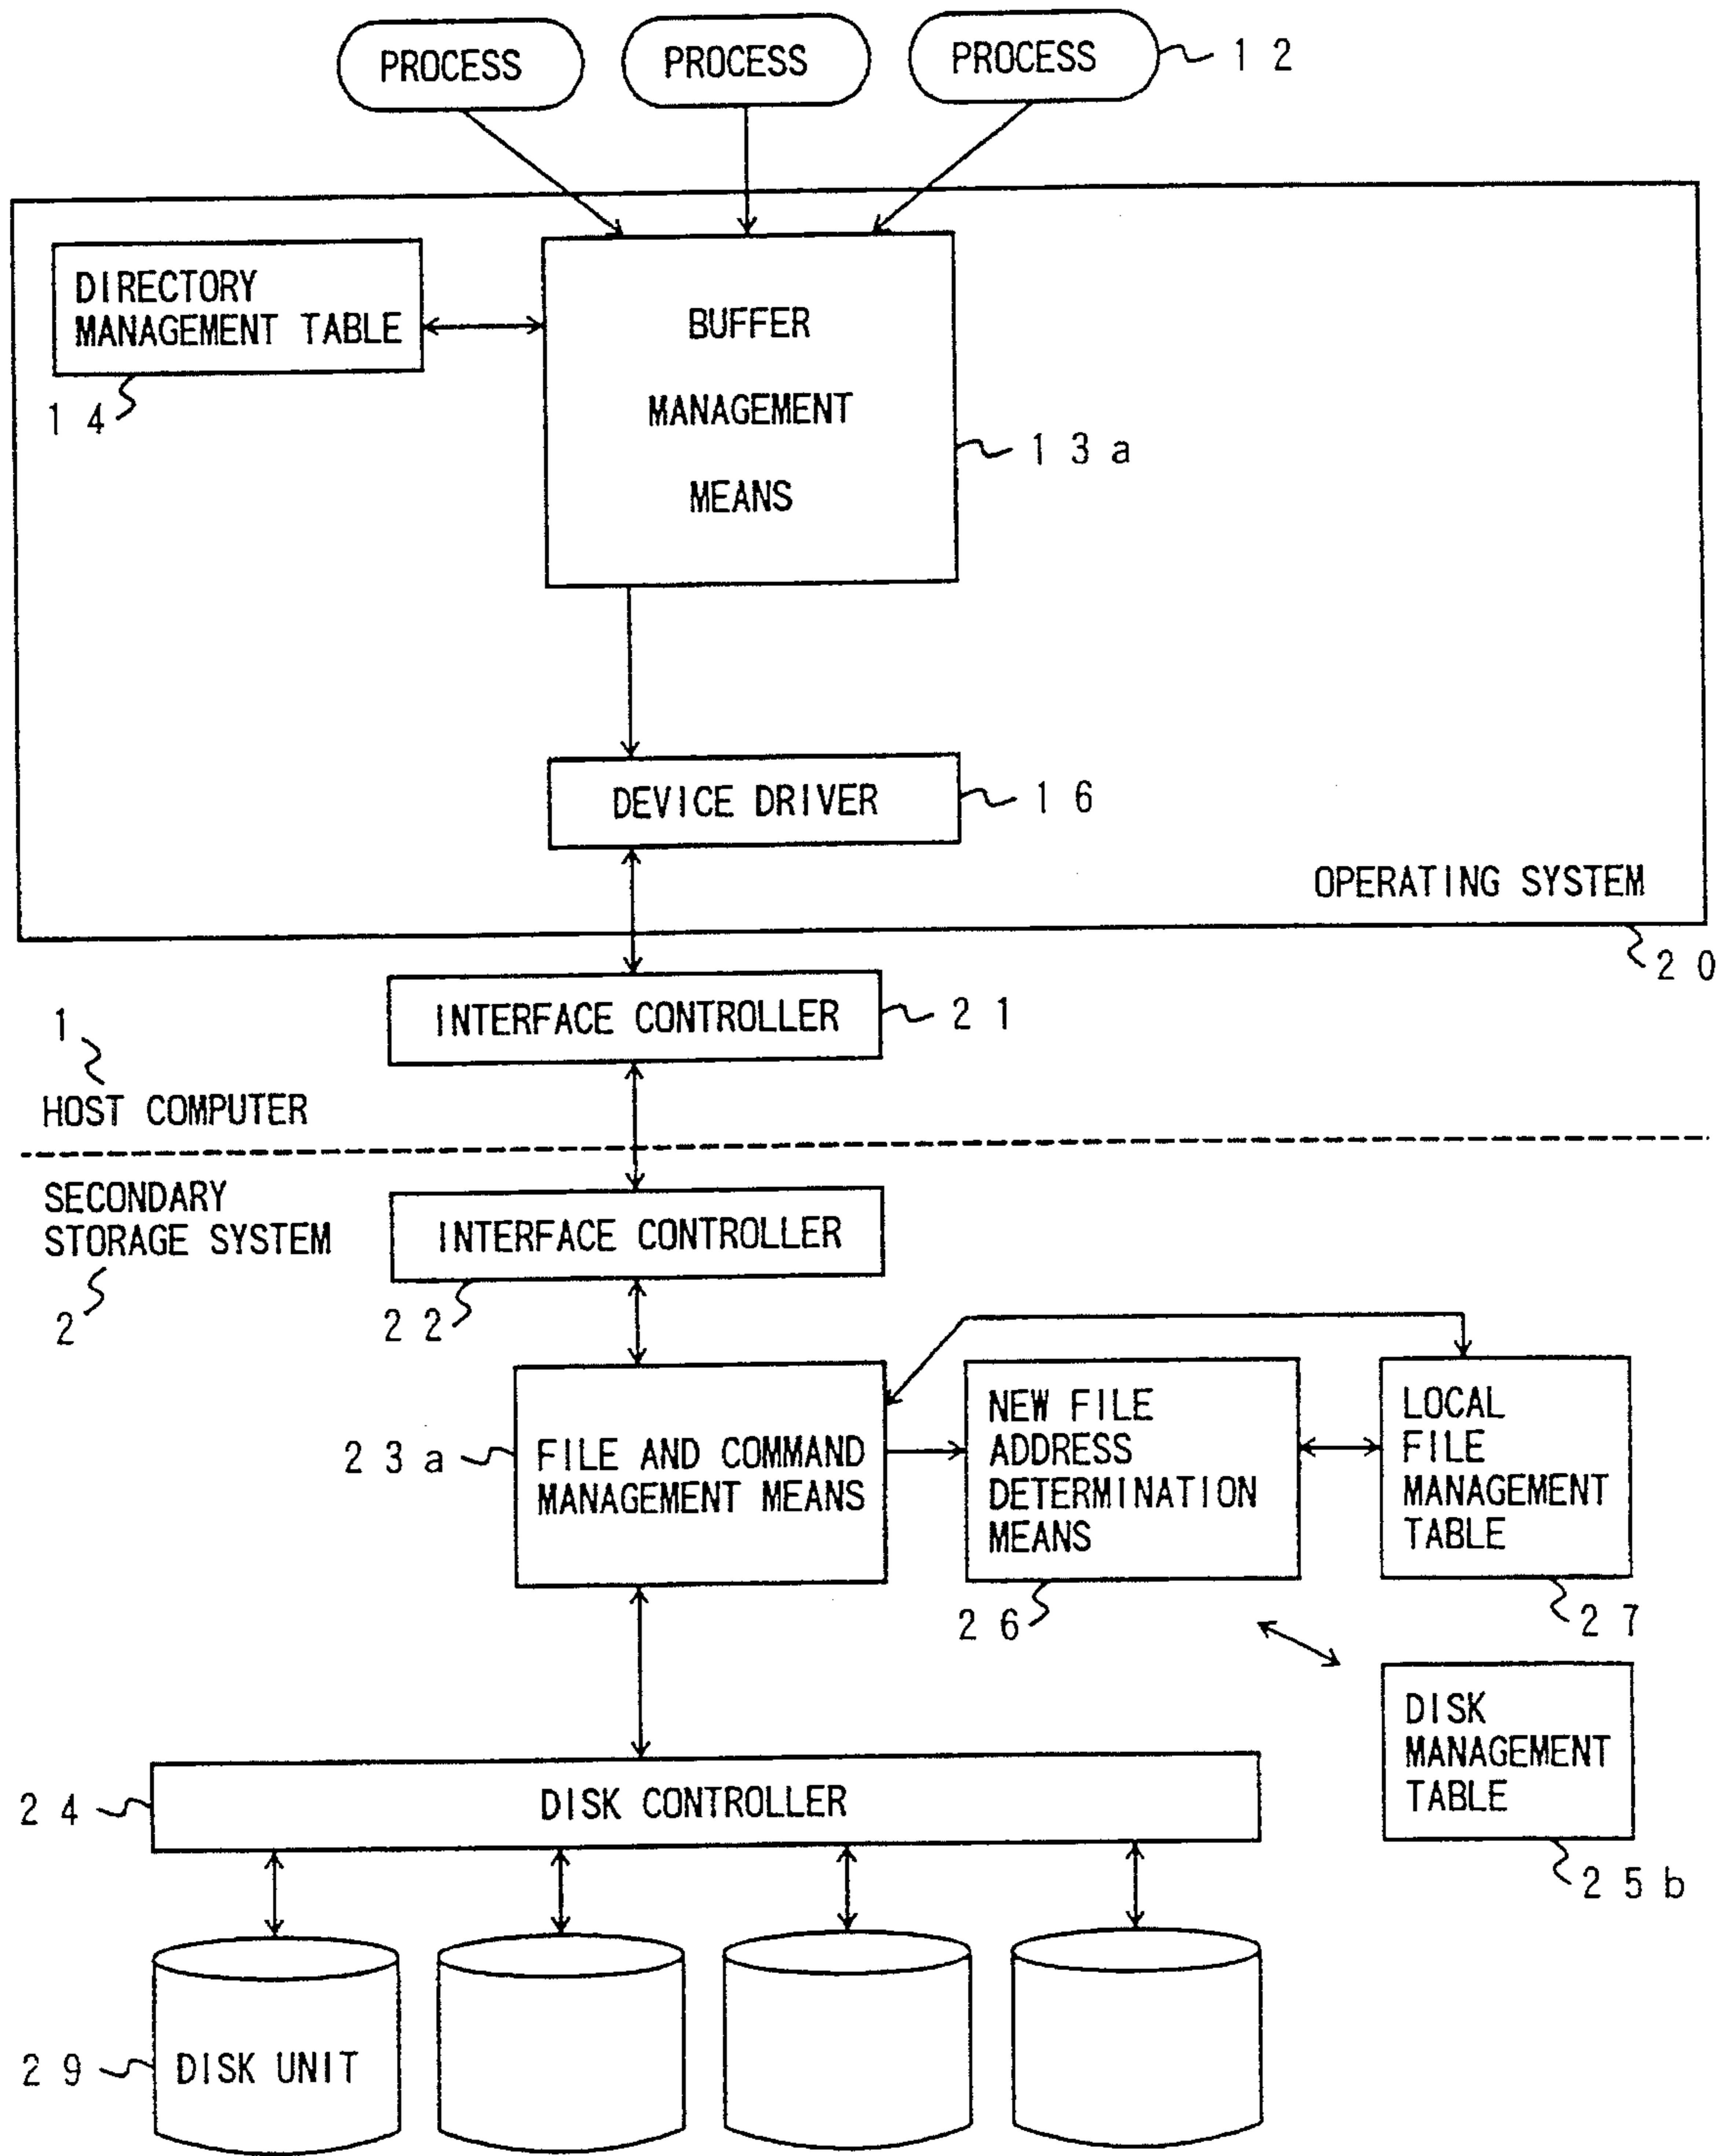 PROCESS
PROCESS
PROCESS
1 2
DIRECTORY
MANAGEMENT TABLE
1 4
BUFFER
MANAGEMENT
MEANS
1 3 a
DEVICE DRIVER
1 6
OPERATING SYSTEM
2 0
INTERFACE CONTROLLER
2 1
1
HOST COMPUTER
SECONDARY
STORAGE SYSTEM
2
INTERFACE CONTROLLER
2 2
2 3 a
FILE AND COMMAND
MANAGEMENT MEANS
NEW FILE
ADDRESS
DETERMINATION
MEANS
2 6
LOCAL
FILE
MANAGEMENT
TABLE
2 7
DISK
MANAGEMENT
TABLE
2 5 b
2 4
DISK CONTROLLER
2 9
DISK UNIT